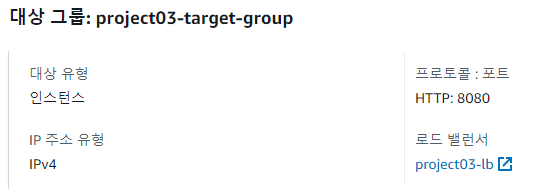 대상 그룹: project03-target-group
대상 유형
인스턴스
프로토콜 : 포트
HTTP: 8080
IP 주소 유형
IPv4
로드 밸런서
project03-lb